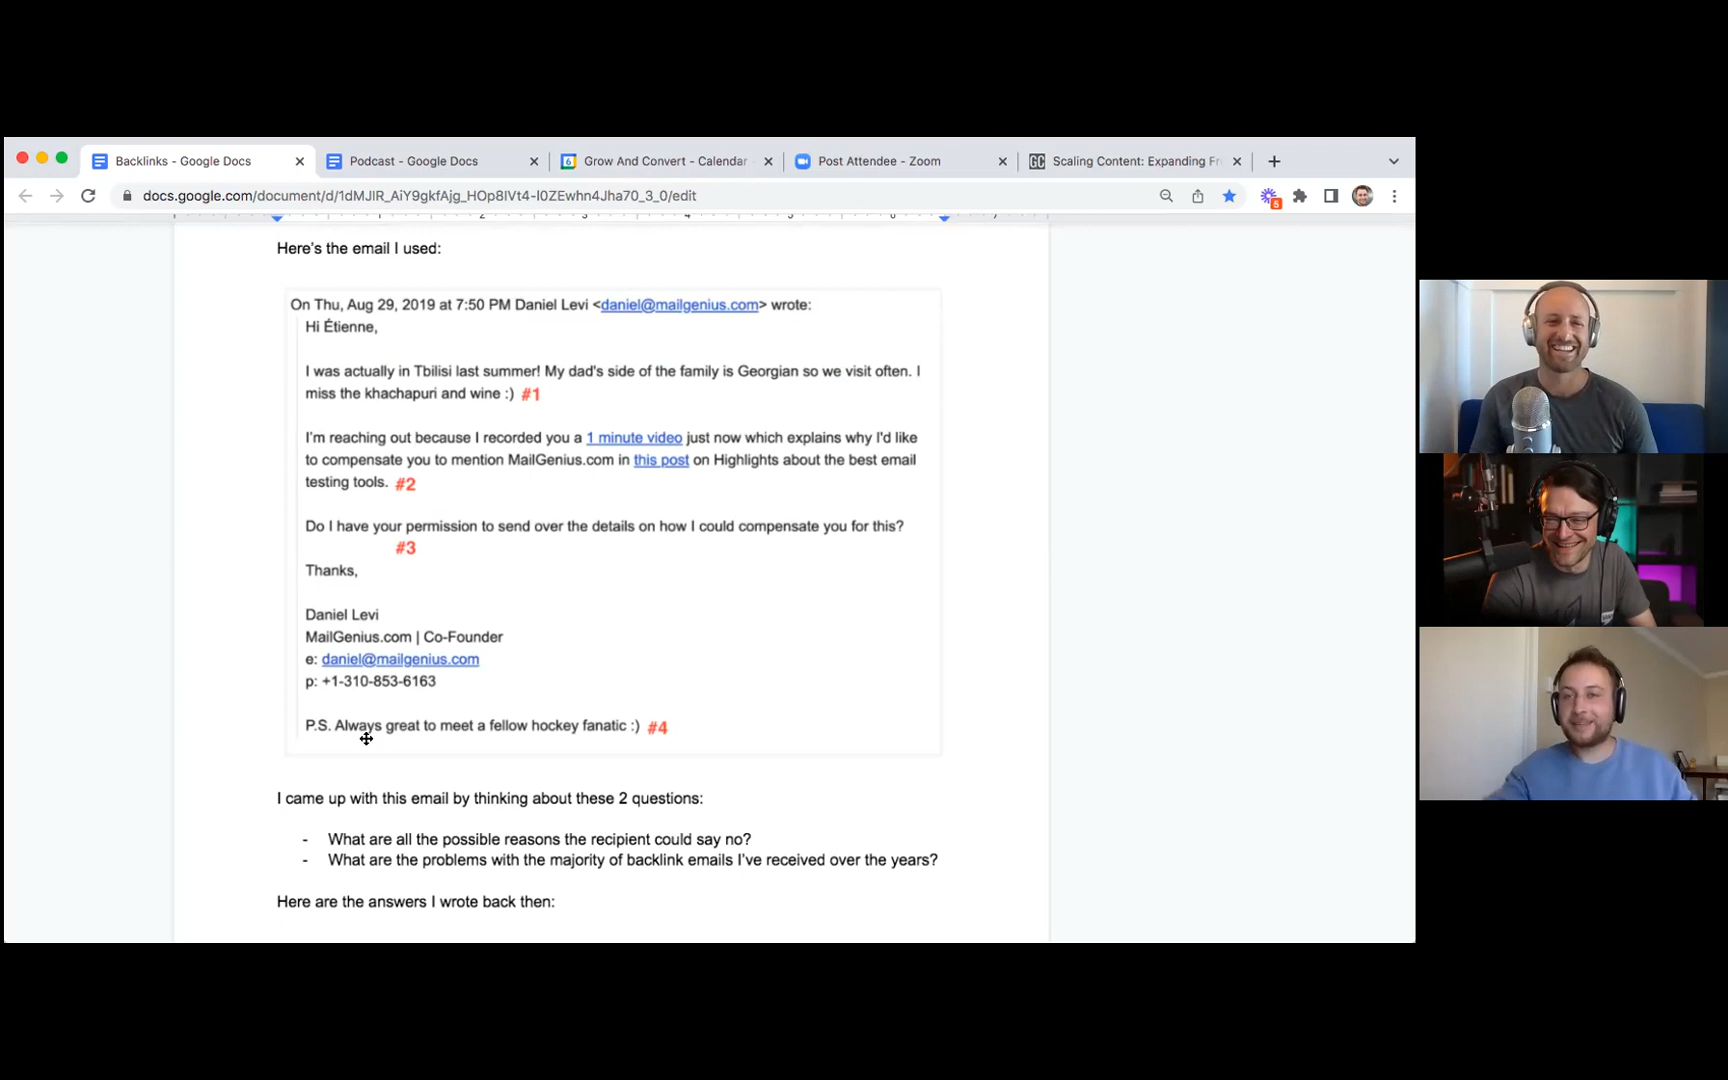 Backlinks - Google Docs
Podcast - Google Docs
Grow And Convert - Calendar
Post Attendee - Zoom
GC Scaling Content: Expanding Fr
docs.google.com/document/d/1dMJlR_AiY9gkfAjg_HOp8lVt4-l0ZEwhn4Jha70_3_0/edit
5
Here's the email I used:
On Thu, Aug 29, 2019 at 7:50 PM Daniel Levi <daniel@mailgenius.com> wrote:
Hi Étienne,
I was actually in Tbilisi last summer! My dad's side of the family is Georgian so we visit often. I
miss the khachapuri and wine :) #1
I'm reaching out because I recorded you a 1 minute video just now which explains why I'd like
to compensate you to mention MailGenius.com in this post on Highlights about the best email
testing tools. #2
Do I have your permission to send over the details on how I could compensate you for this?
#3
Thanks,
Daniel Levi
MailGenius.com | Co-Founder
e: daniel@mailgenius.com
p: +1-310-853-6163
P.S. Always great to meet a fellow hockey fanatic :) #4
I came up with this email by thinking about these 2 questions:
- What are all the possible reasons the recipient could say no?
- What are the problems with the majority of backlink emails I've received over the years?
Here are the answers I wrote back then: